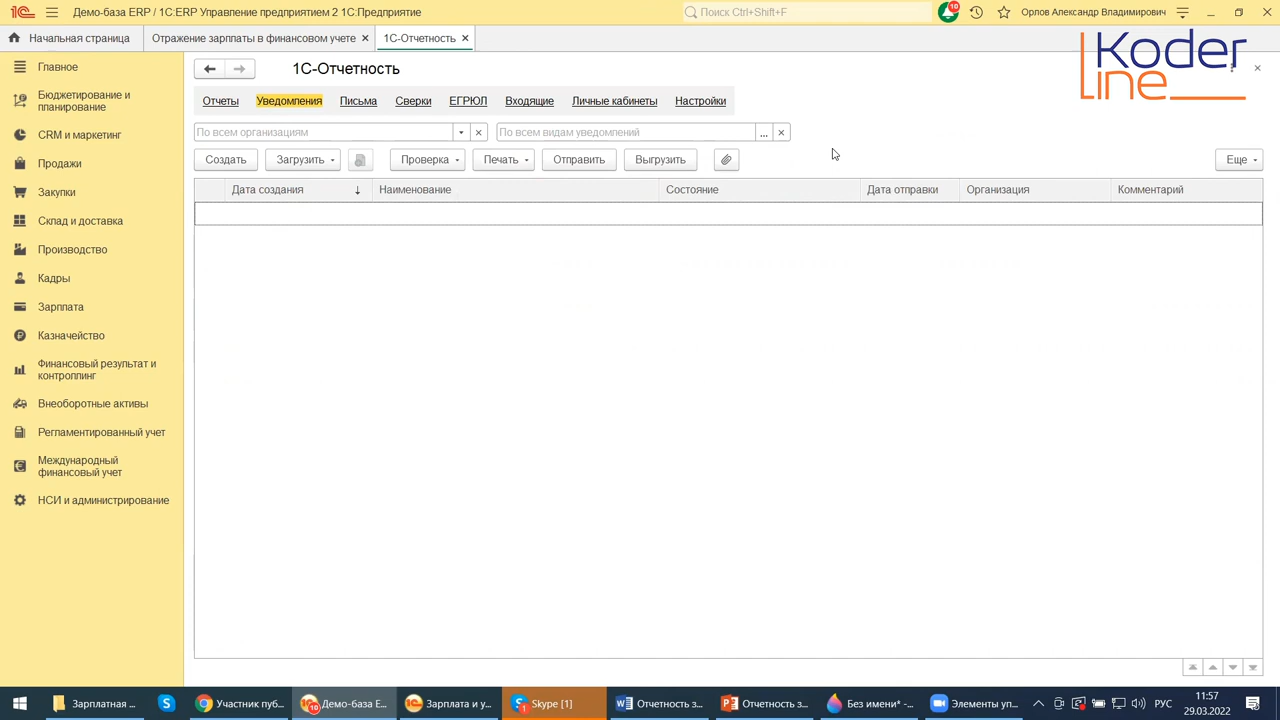 Демо-база ERP / 1С:ERP Управление предприятием 2 1С:Предприятие
Поиск Ctrl+Shift+F
10
Орлов Александр Владимирович
Начальная страница
Отражение зарплаты в финансовом учете
1С-Отчетность
Koder
line
Главное
Бюджетирование и
планирование
CRM и маркетинг
Продажи
Закупки
Склад и доставка
Производство
Кадры
Зарплата
Казначейство
Финансовый результат и
контроллинг
Внеоборотные активы
Регламентированный учет
Международный
финансовый учет
НСИ и администрирование
1С-Отчетность
Отчеты Уведомления Письма Сверки ЕГРЮЛ Входящие Личные кабинеты Настройки
По всем организациям
По всем видам уведомлений
Создать Загрузить Проверка Печать Отправить Выгрузить Еще
Дата создания Наименование Состояние Дата отправки Организация Комментарий
Зарплатная ...
Участник пуб...
Демо-база E...
10
Зарплата и у...
Skype [1]
1
Отчетность з...
Отчетность з...
Без имени* -...
Элементы уп...
РУС
11:57
29.03.2022